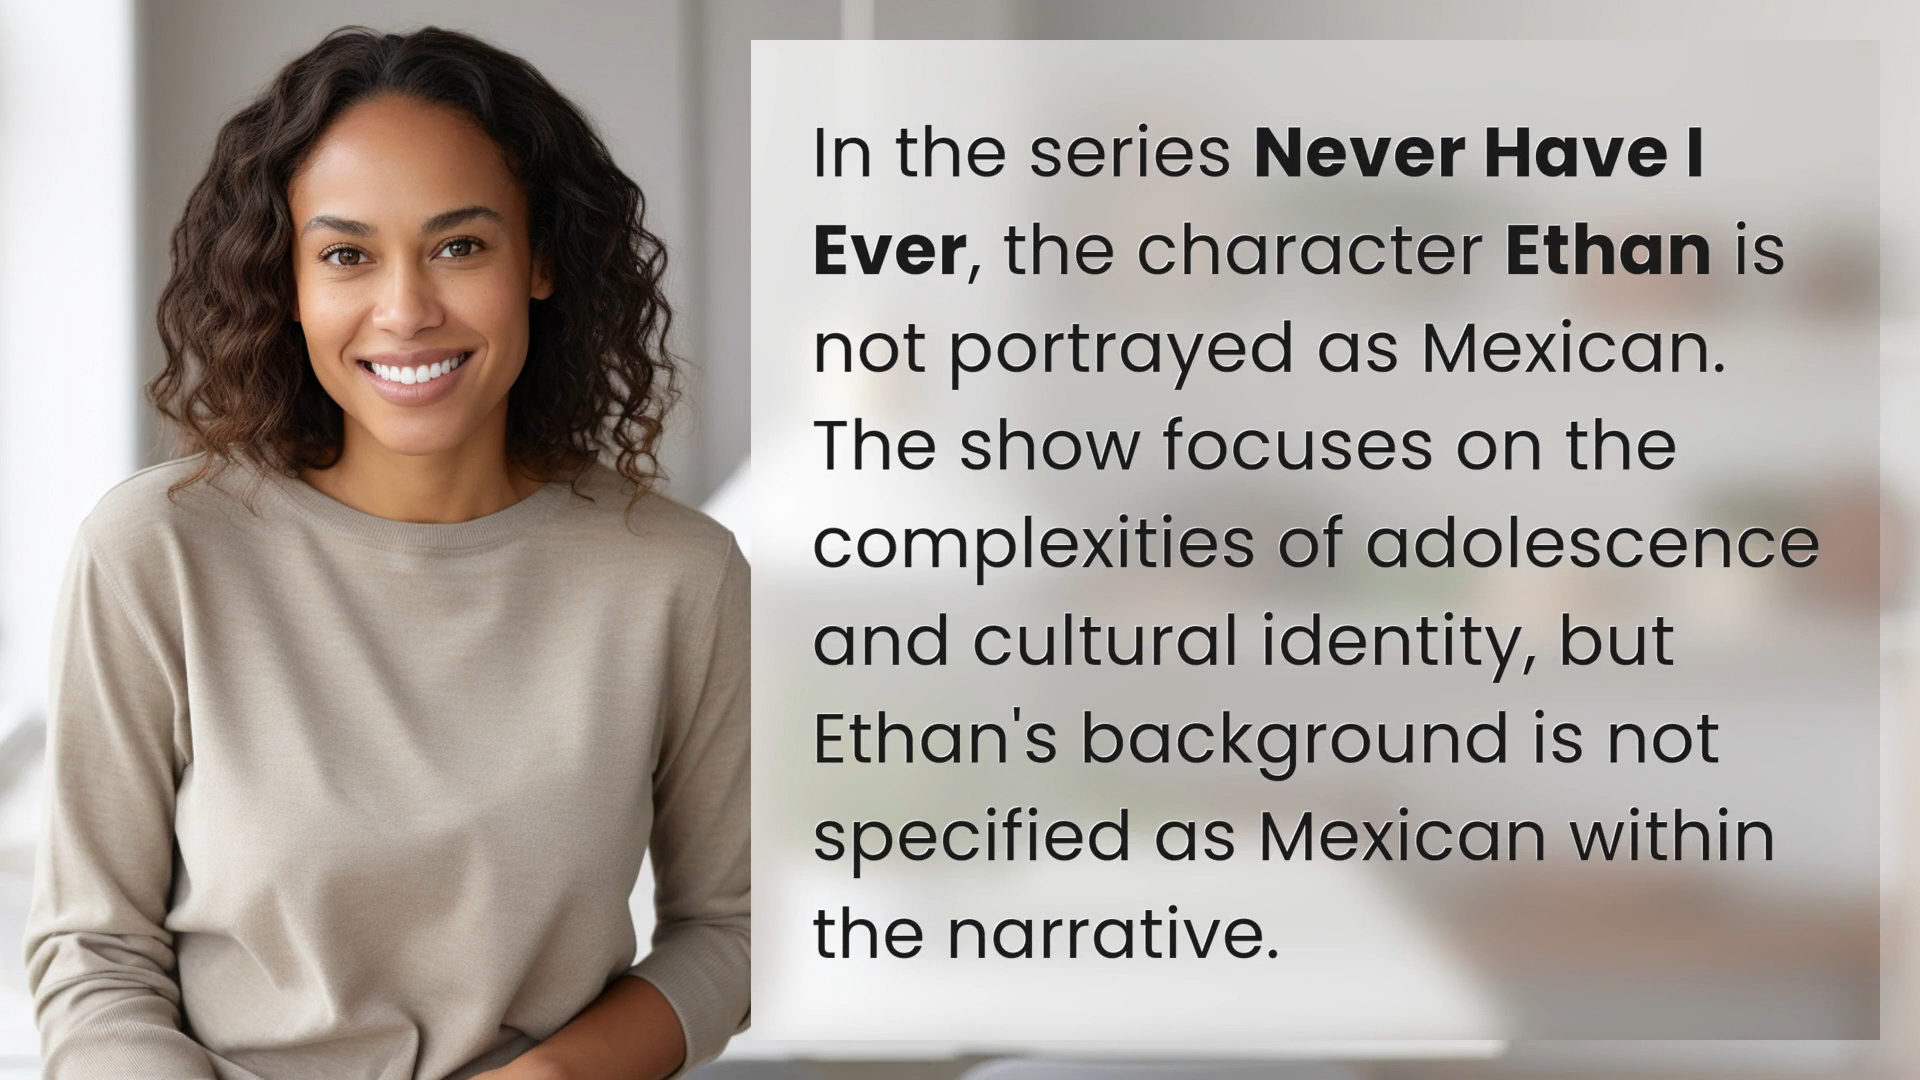 In the series Never Have I
Ever, the character Ethan is
not portrayed as Mexican.
The show focuses on the
complexities of adolescence
and cultural identity, but
Ethan's background is not
specified as Mexican within
the narrative.